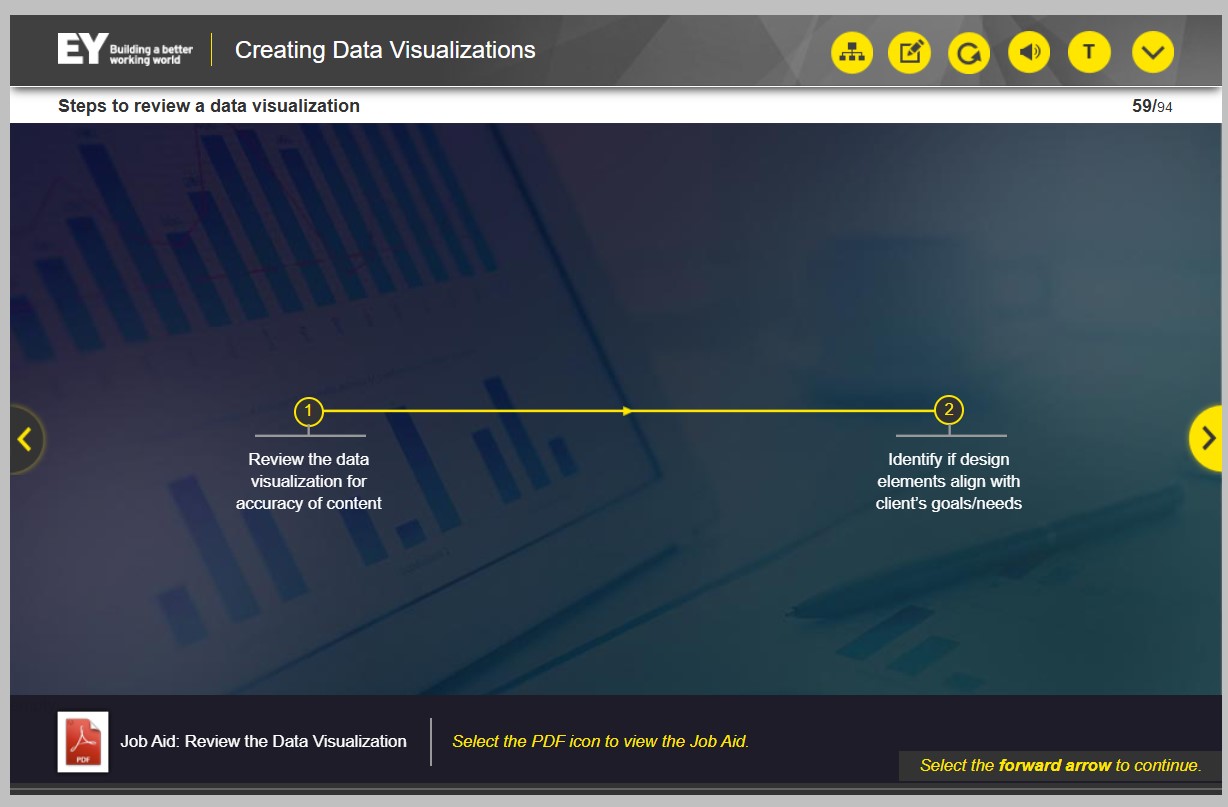 EY Building a better
working world
Creating Data Visualizations
T
Steps to review a data visualization
59/94
1
2
Review the data
visualization for
accuracy of content
Identify if design
elements align with
client's goals/needs
PDF
Job Aid: Review the Data Visualization
Select the PDF icon to view the Job Aid.
Select the forward arrow to continue.